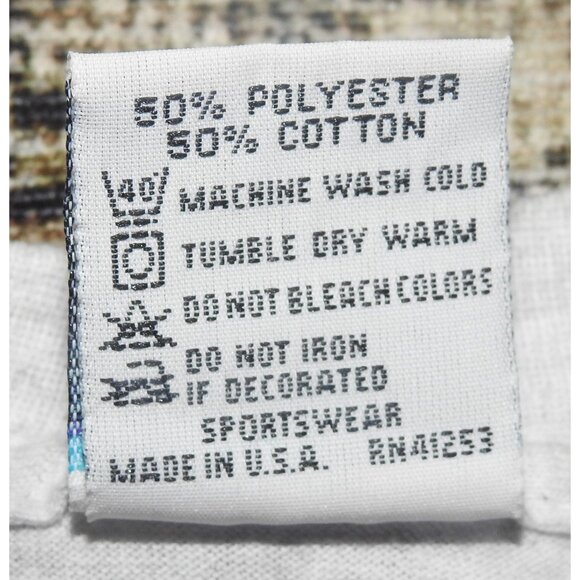 50% POLYESTER
50% COTTON
40 MACHINE WASH COLD
TUMBLE DRY WARM
DO NOT BLEACH COLORS
DO NOT IRON
IF DECORATED
SPORTSWEAR
MADE IN U.S.A. RN41253